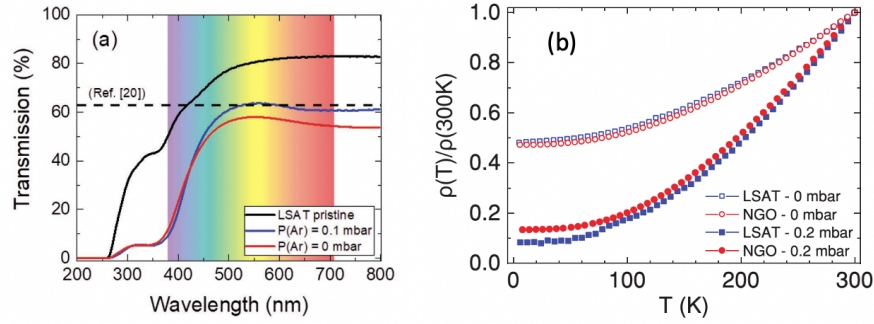 (a)
Transmission (%)
100
80
60
40
20
0
(Ref. [20])
LSAT pristine
P(Ar) = 0.1 mbar
P(Ar) = 0 mbar
200 300 400 500 600 700 800
Wavelength (nm)
(b)
ρ(T)/ρ(300K)
1.0
0.8
0.6
0.4
0.2
0.0
LSAT - 0 mbar
NGO - 0 mbar
LSAT - 0.2 mbar
NGO - 0.2 mbar
0 100 200 300
T (K)